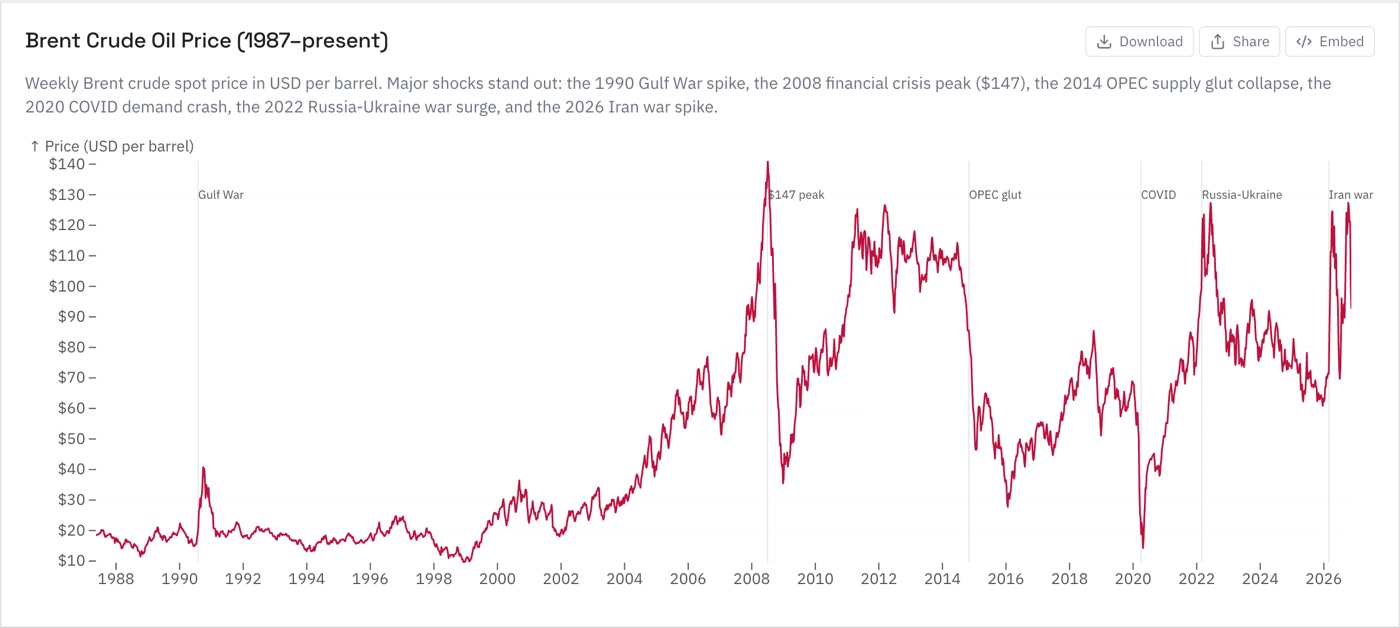 Brent Crude Oil Price (1987–present)
Download
Share
Embed
Weekly Brent crude spot price in USD per barrel. Major shocks stand out: the 1990 Gulf War spike, the 2008 financial crisis peak ($147), the 2014 OPEC supply glut collapse, the
2020 COVID demand crash, the 2022 Russia-Ukraine war surge, and the 2026 Iran war spike.
↑ Price (USD per barrel)
$140
$130
$120
$110
$100
$90
$80
$70
$60
$50
$40
$30
$20
$10
Gulf War
$147 peak
OPEC glut
COVID
Russia-Ukraine
Iran war
1988 1990 1992 1994 1996 1998 2000 2002 2004 2006 2008 2010 2012 2014 2016 2018 2020 2022 2024 2026